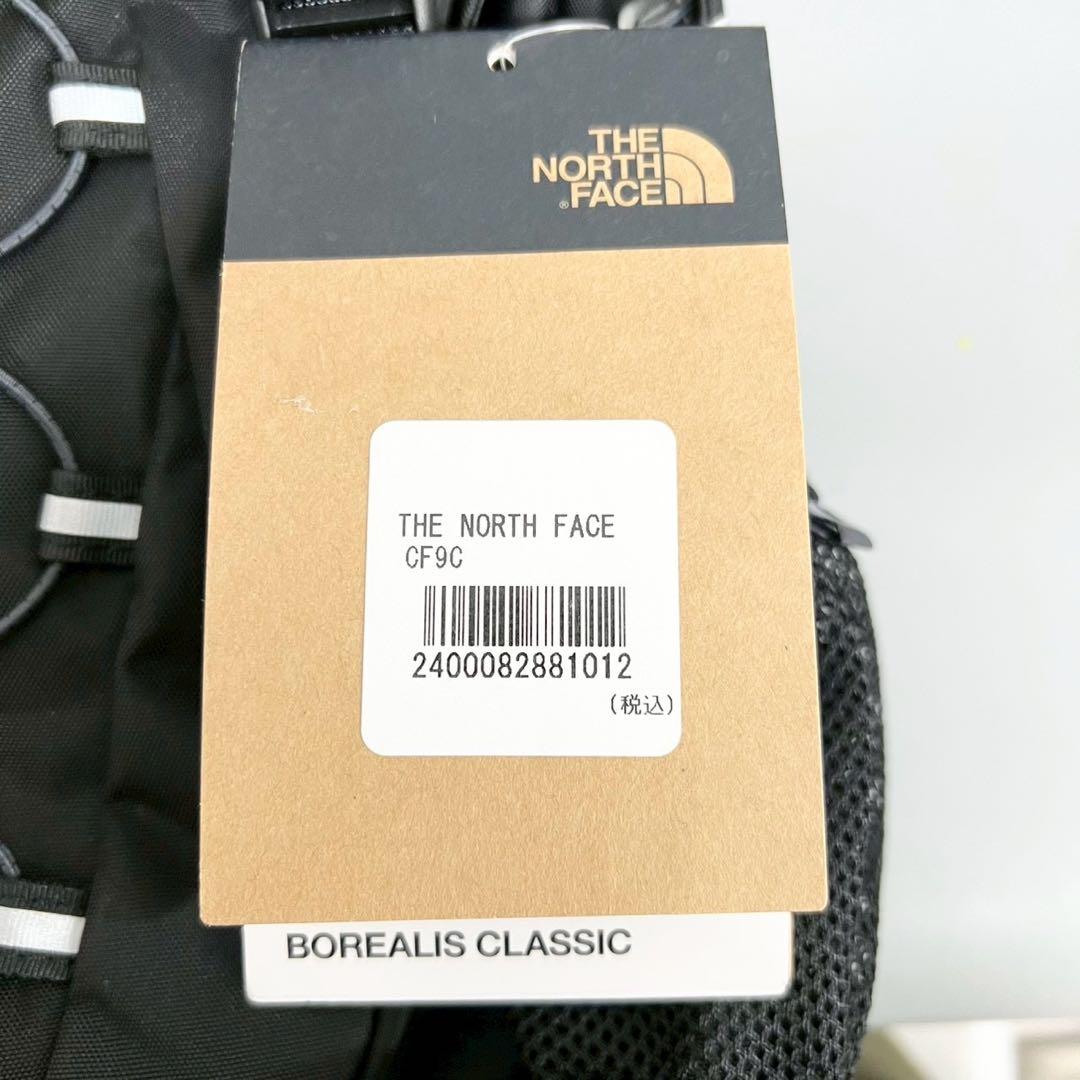 THE
NORTH
FACE
®
THE NORTH FACE
CF9C
2400082881012
(税込)
BOREALIS CLASSIC